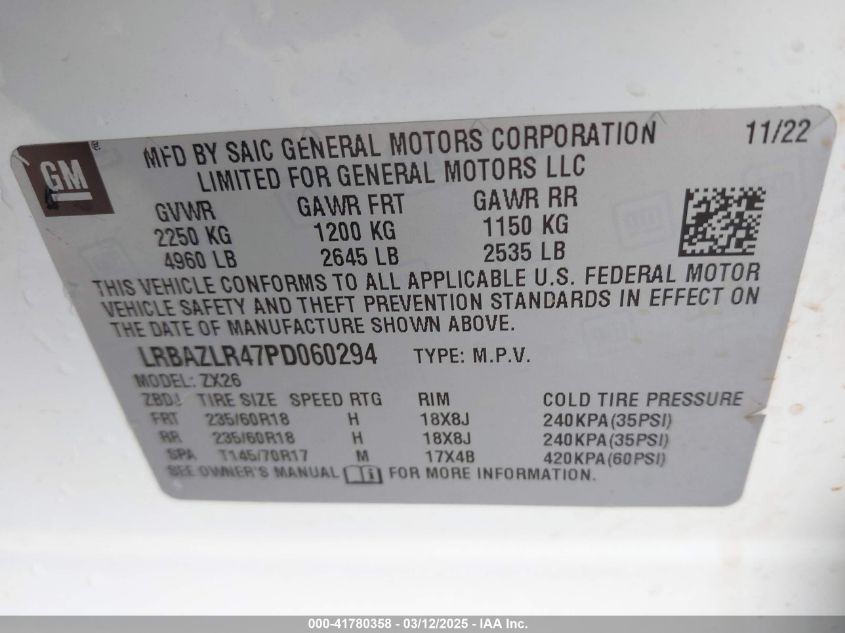 GM
MFD BY SAIC GENERAL MOTORS CORPORATION 11/22
LIMITED FOR GENERAL MOTORS LLC
GVWR GAWR FRT GAWR RR
2250 KG 1200 KG 1150 KG
4960 LB 2645 LB 2535 LB
THIS VEHICLE CONFORMS TO ALL APPLICABLE U.S. FEDERAL MOTOR
VEHICLE SAFETY AND THEFT PREVENTION STANDARDS IN EFFECT ON
THE DATE OF MANUFACTURE SHOWN ABOVE.
LRBAZLR47PD060294 TYPE: M.P.V.
MODEL: ZX26
ZBDJ TIRE SIZE SPEED RTG RIM COLD TIRE PRESSURE
FRT 235/60R18 H 18X8J 240KPA(35PSI)
RR 235/60R18 H 18X8J 240KPA(35PSI)
SPA T145/70R17 M 17X4B 420KPA(60PSI)
SEE OWNER'S MANUAL FOR MORE INFORMATION.
000-41780358 - 03/12/2025 - IAA Inc.